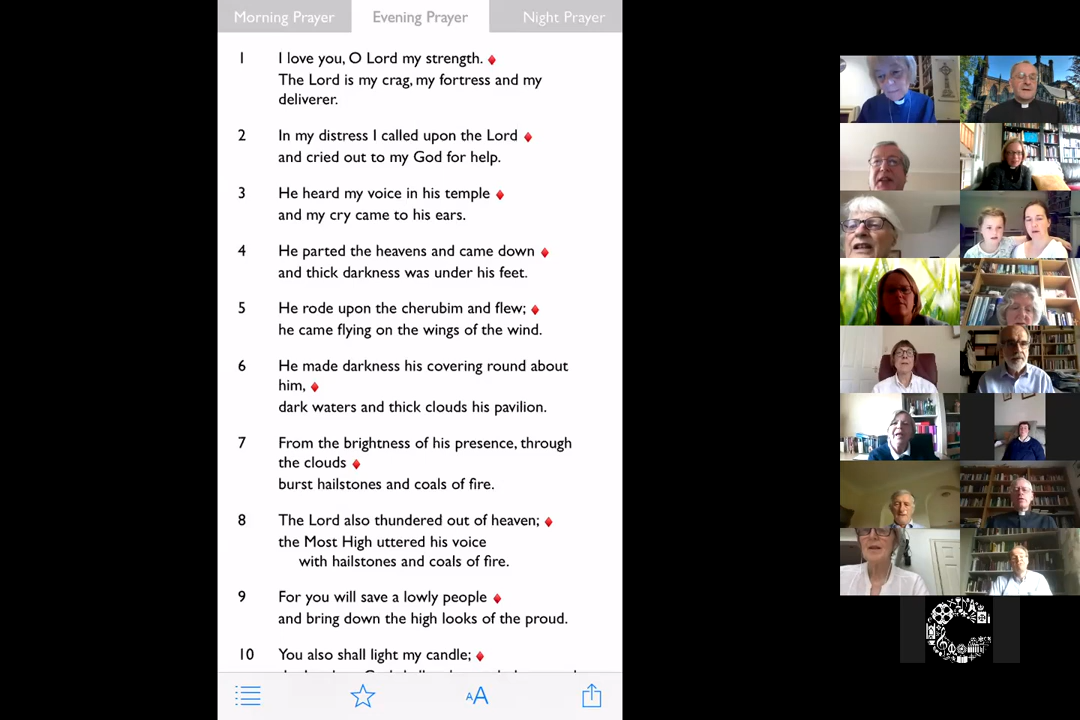 Morning Prayer
Evening Prayer
Night Prayer
1 I love you, O Lord my strength. ♦
The Lord is my crag, my fortress and my
deliverer.
2 In my distress I called upon the Lord ♦
and cried out to my God for help.
3 He heard my voice in his temple ♦
and my cry came to his ears.
4 He parted the heavens and came down ♦
and thick darkness was under his feet.
5 He rode upon the cherubim and flew; ♦
he came flying on the wings of the wind.
6 He made darkness his covering round about
him, ♦
dark waters and thick clouds his pavilion.
7 From the brightness of his presence, through
the clouds ♦
burst hailstones and coals of fire.
8 The Lord also thundered out of heaven; ♦
the Most High uttered his voice
with hailstones and coals of fire.
9 For you will save a lowly people ♦
and bring down the high looks of the proud.
10 You also shall light my candle; ♦
AA